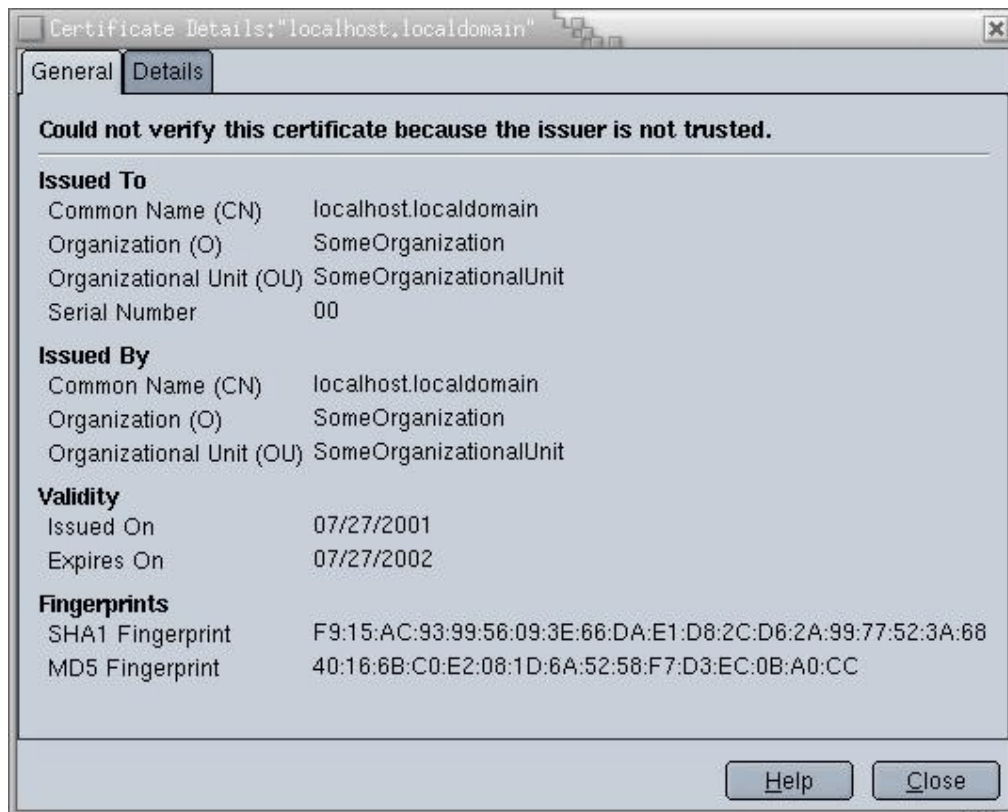 Certificate Details:"localhost.localdomain"
General Details
Could not verify this certificate because the issuer is not trusted.
Issued To
Common Name (CN) localhost.localdomain
Organization (O) SomeOrganization
Organizational Unit (OU) SomeOrganizationalUnit
Serial Number 00
Issued By
Common Name (CN) localhost.localdomain
Organization (O) SomeOrganization
Organizational Unit (OU) SomeOrganizationalUnit
Validity
Issued On 07/27/2001
Expires On 07/27/2002
Fingerprints
SHA1 Fingerprint F9:15:AC:93:99:56:09:3E:66:DA:E1:D8:2C:D6:2A:99:77:52:3A:68
MD5 Fingerprint 40:16:6B:C0:E2:08:1D:6A:52:58:F7:D3:EC:0B:A0:CC
Help Close